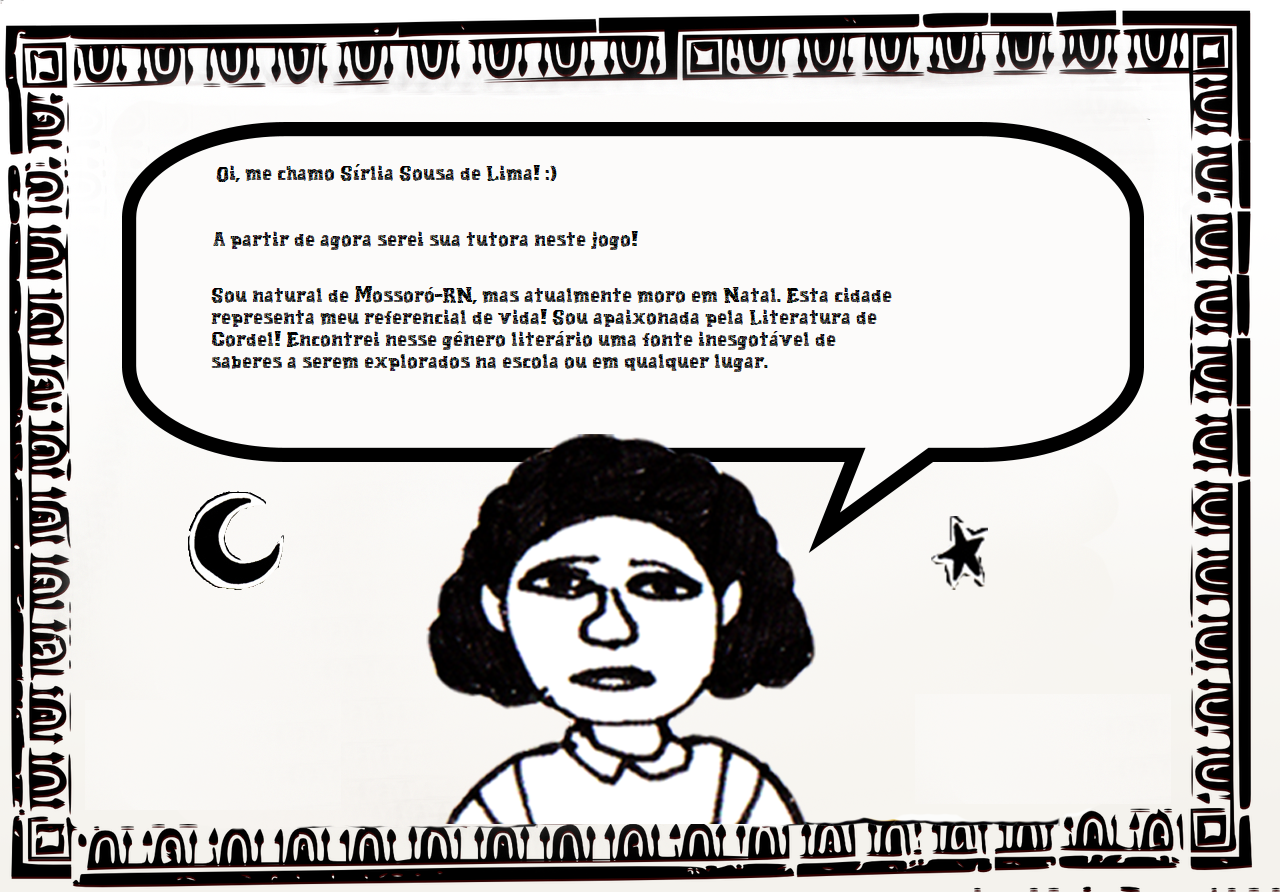 Oi, me chamo Sírlia Sousa de Lima! :)
A partir de agora serei sua tutora neste jogo!
Sou natural de Mossoró-RN, mas atualmente moro em Natal. Esta cidade
representa meu referencial de vida! Sou apaixonada pela Literatura de
Cordel! Encontrei nesse gênero literário uma fonte inesgotável de
saberes a serem explorados na escola ou em qualquer lugar.